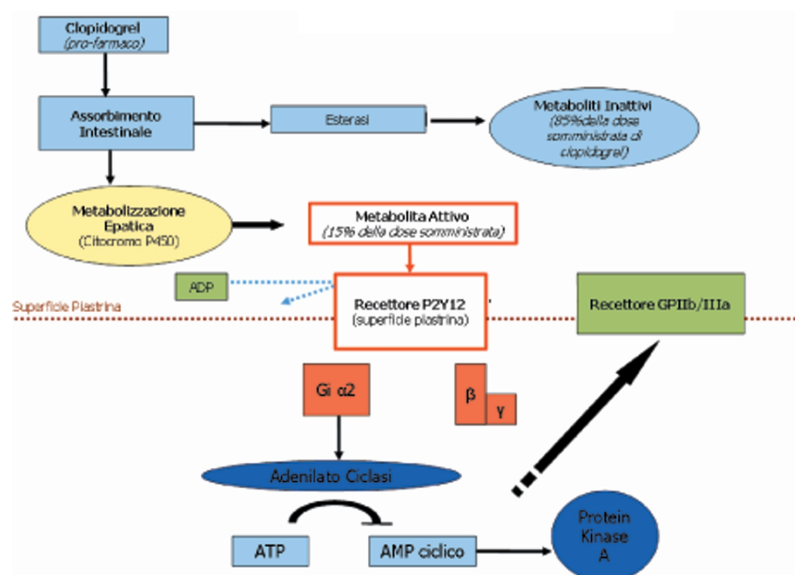 Clopidogrel
(pro-farmaco)
Assorbimento
Intestinale
Esterasi
Metaboliti Inattivi
(85%della dose
somministrata di
clopidogrel)
Metabolizzazione
Epatica
(Citocromo P450)
Metabolita Attivo
(15% della dose somministrata)
ADP
Superficie Piastrina
Recettore P2Y12
(superficie piastrina)
Recettore GPIIb/IIIa
Gi α2
β
γ
Adenilato Ciclasi
ATP
AMP ciclico
Protein
Kinase
A